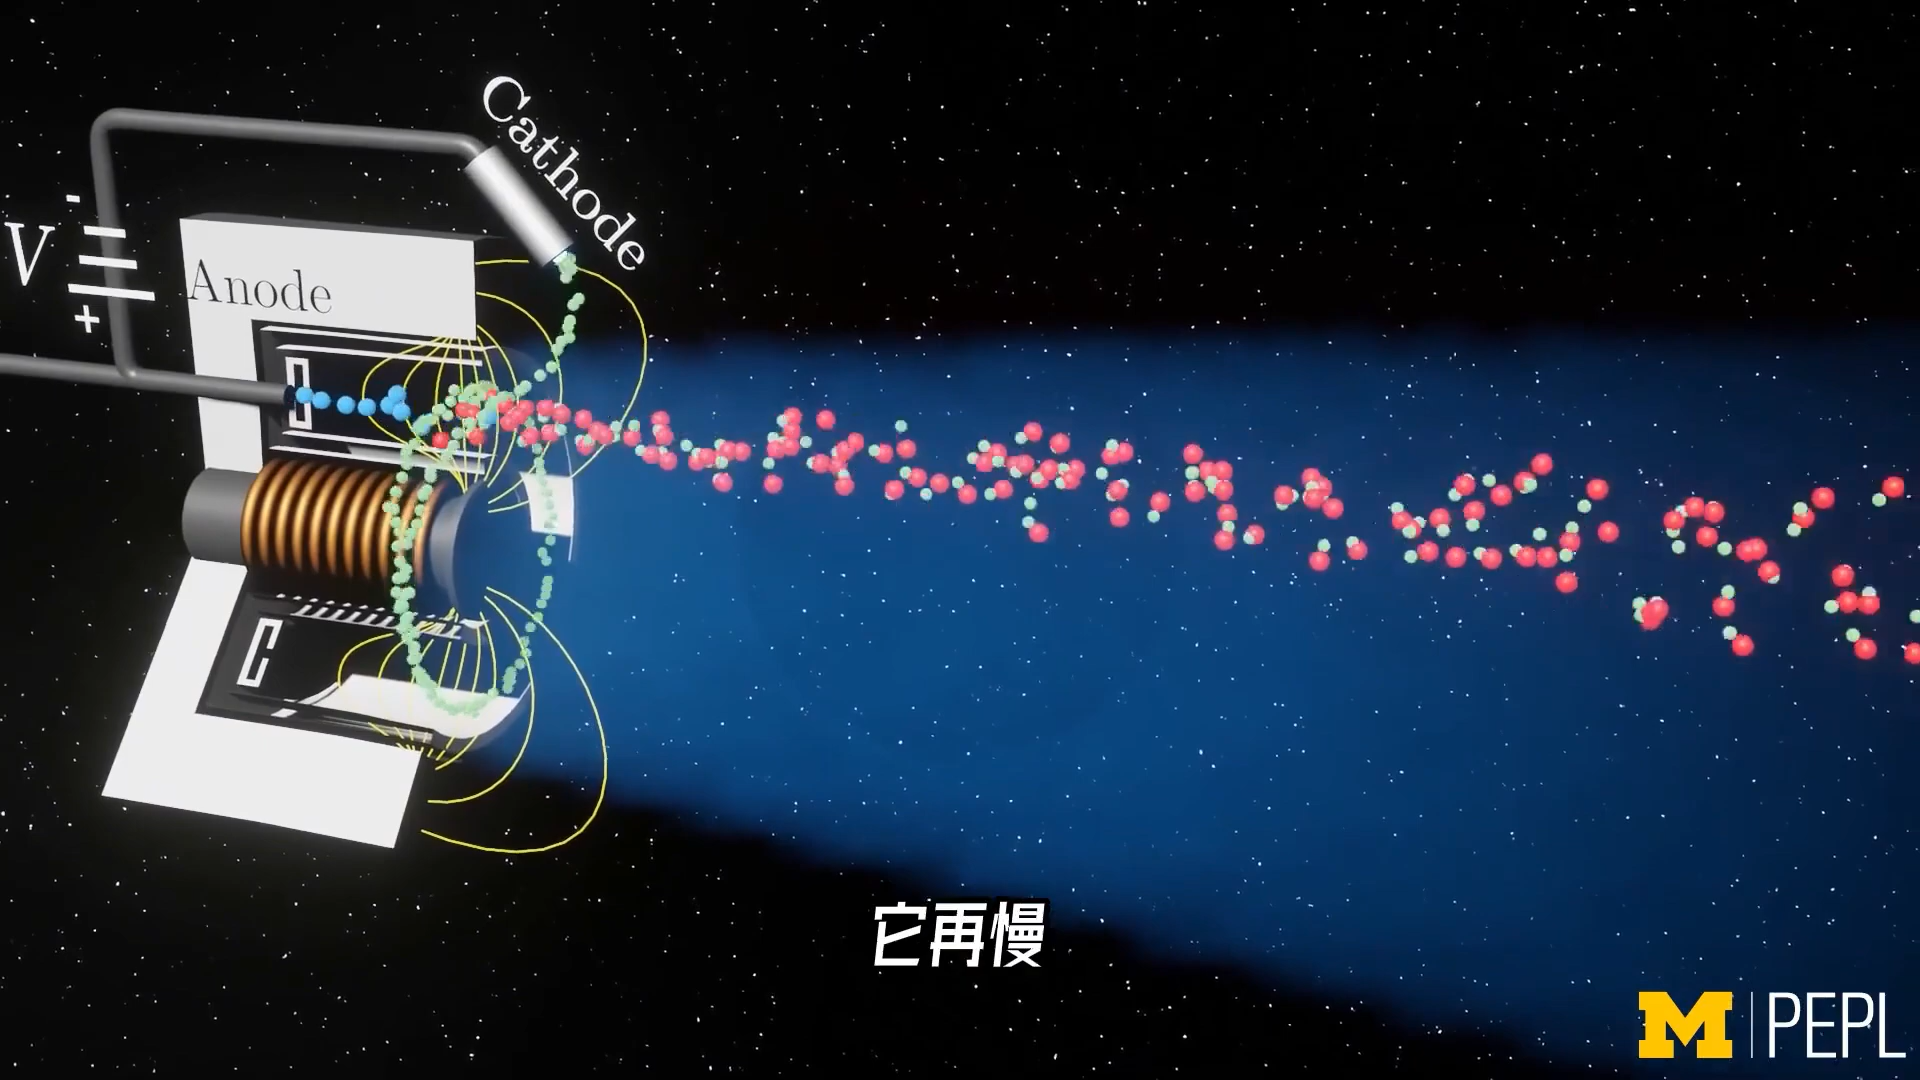 Cathode
-
V
Anode
+
它再慢
M | PEPL